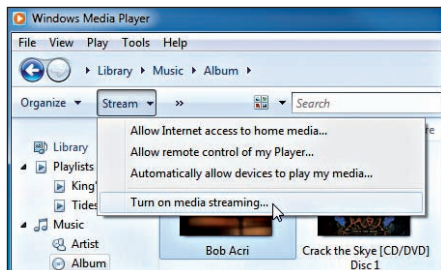 Windows Media Player
File View Play Tools Help
Library Music Album
Organize Stream » Search
Allow Internet access to home media...
Allow remote control of my Player...
Automatically allow devices to play my media...
Turn on media streaming...
Library
Playlists
King'
Tides
Music
Artist
Album
Bob Acri
Crack the Skye [CD/DVD]
Disc 1